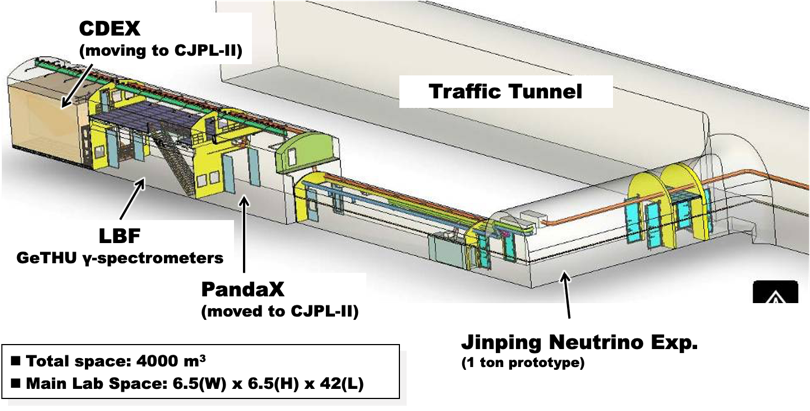 CDEX
(moving to CJPL-II)
Traffic Tunnel
LBF
GeTHU γ-spectrometers
PandaX
(moved to CJPL-II)
Jinping Neutrino Exp.
(1 ton prototype)
■ Total space: 4000 m³
■ Main Lab Space: 6.5(W) x 6.5(H) x 42(L)